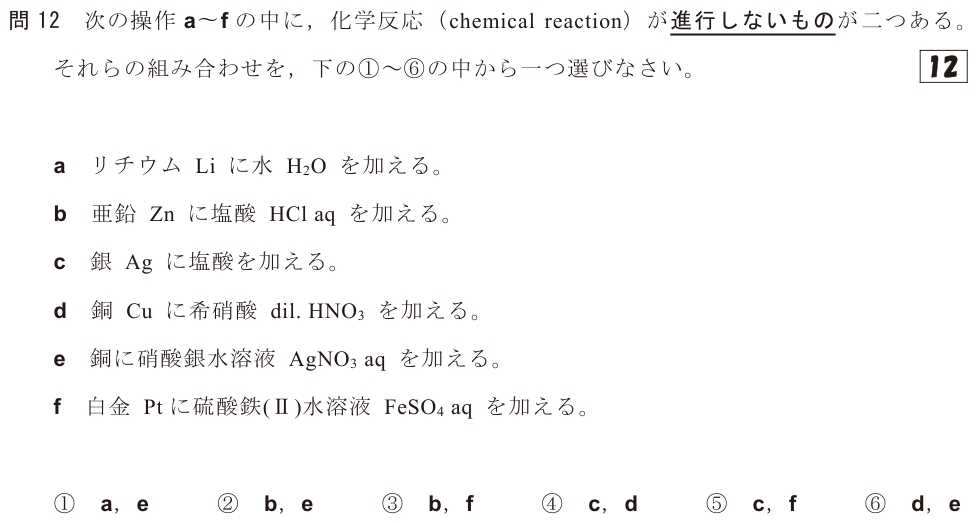 問 12　次の操作 a～f の中に，化学反応（chemical reaction）が進行しないものが二つある。
それらの組み合わせを，下の①～⑥の中から一つ選びなさい。　12
a　リチウム Li に水 H₂O を加える。
b　亜鉛 Zn に塩酸 HCl aq を加える。
c　銀 Ag に塩酸を加える。
d　銅 Cu に希硝酸 dil. HNO₃ を加える。
e　銅に硝酸銀水溶液 AgNO₃ aq を加える。
f　白金 Pt に硫酸鉄(Ⅱ)水溶液 FeSO₄ aq を加える。
①　a，e　②　b，e　③　b，f　④　c，d　⑤　c，f　⑥　d，e